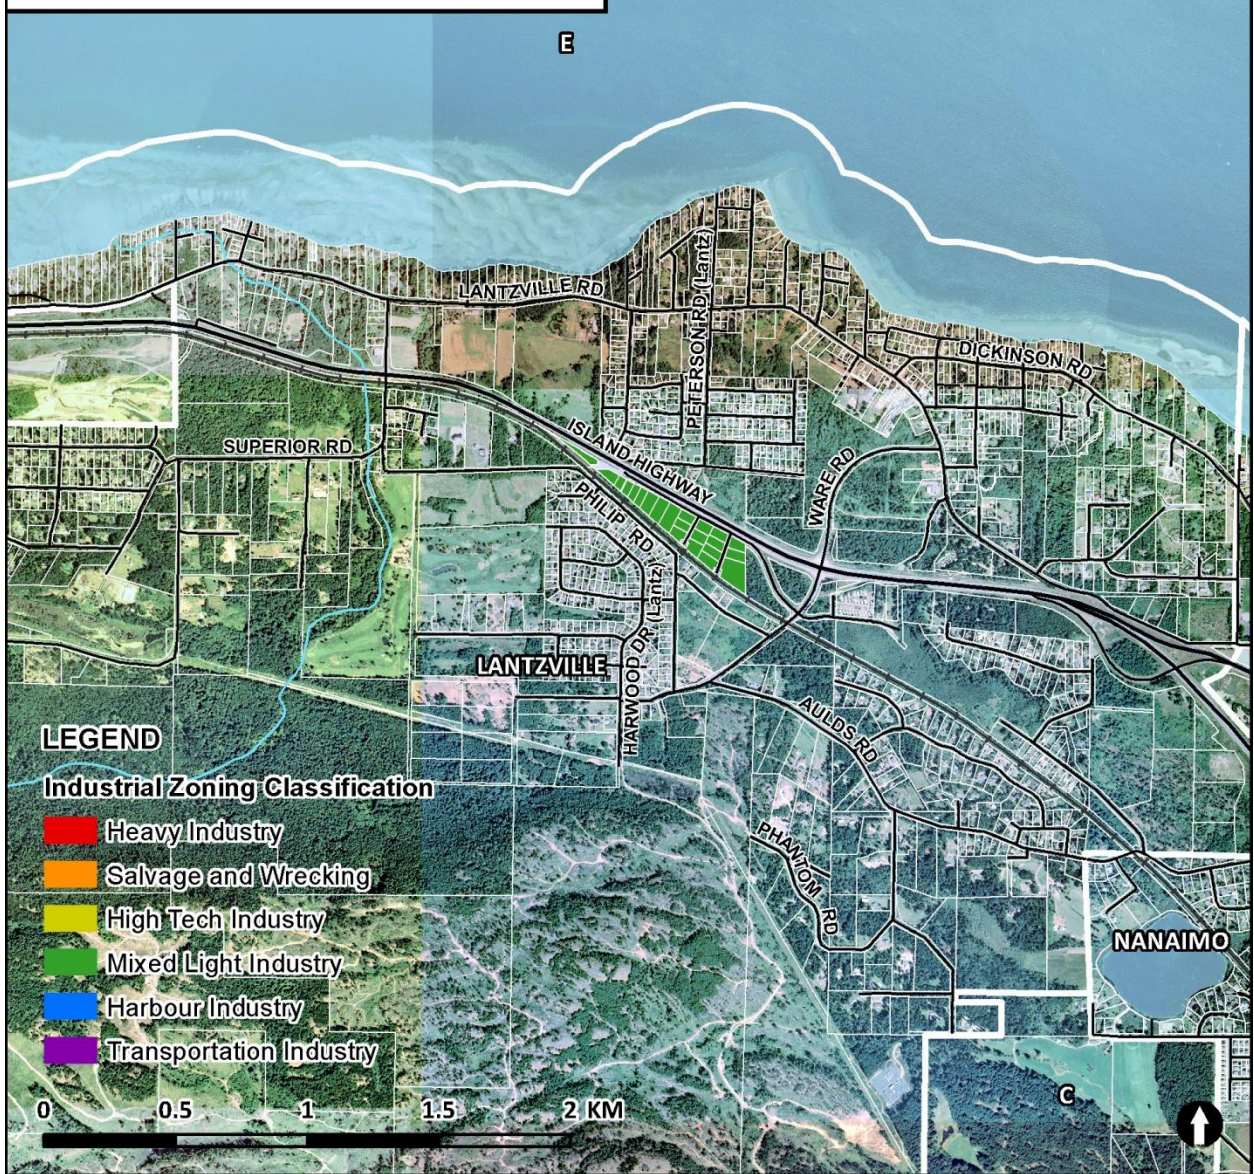 E
LANTZVILLE RD
PETERSON RD (Lantz)
DICKINSON RD
ISLAND HIGHWAY
SUPERIOR RD
WARE RD
PHILIP RD
HARWOOD DR (Lantz)
LANTZVILLE
AULDS RD
PHANTOM RD
NANAIMO
C
LEGEND
Industrial Zoning Classification
Heavy Industry
Salvage and Wrecking
High Tech Industry
Mixed Light Industry
Harbour Industry
Transportation Industry
0 0.5 1 1.5 2 KM